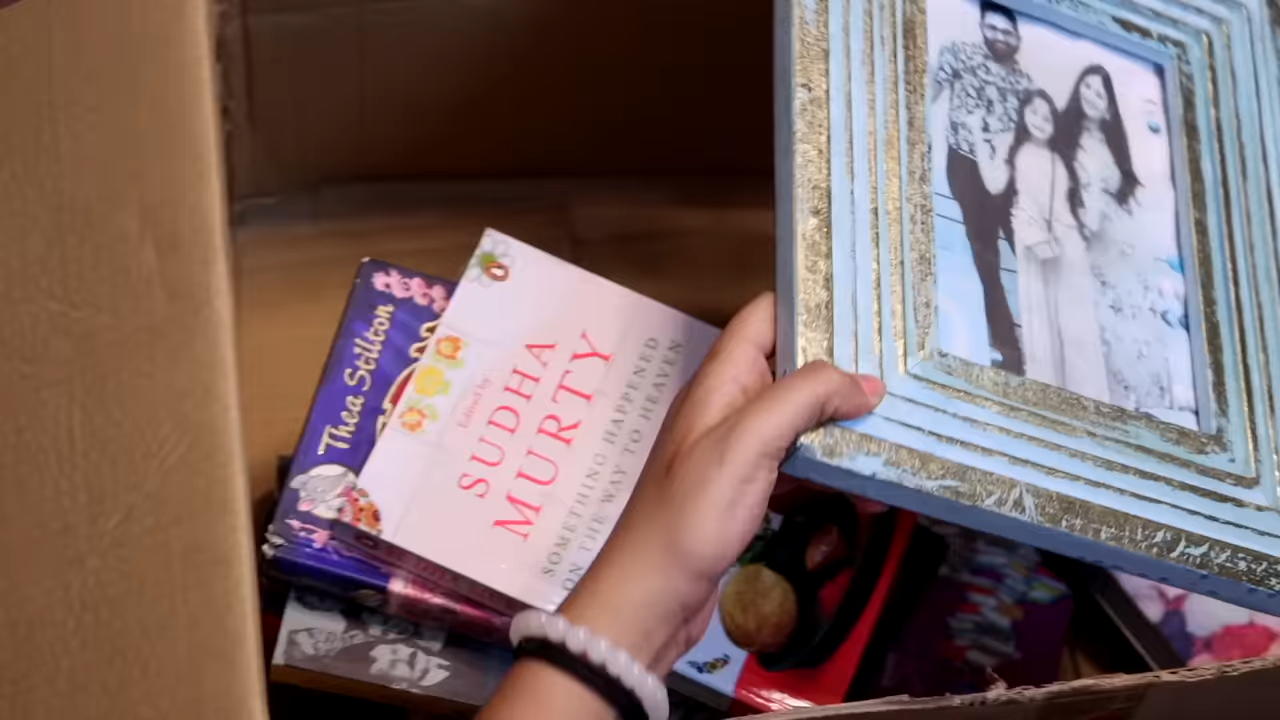 Thea Stilton
Edited by
SUDHA
MURTY
SOMETHING HAPPENED
ON THE WAY TO HEAVEN